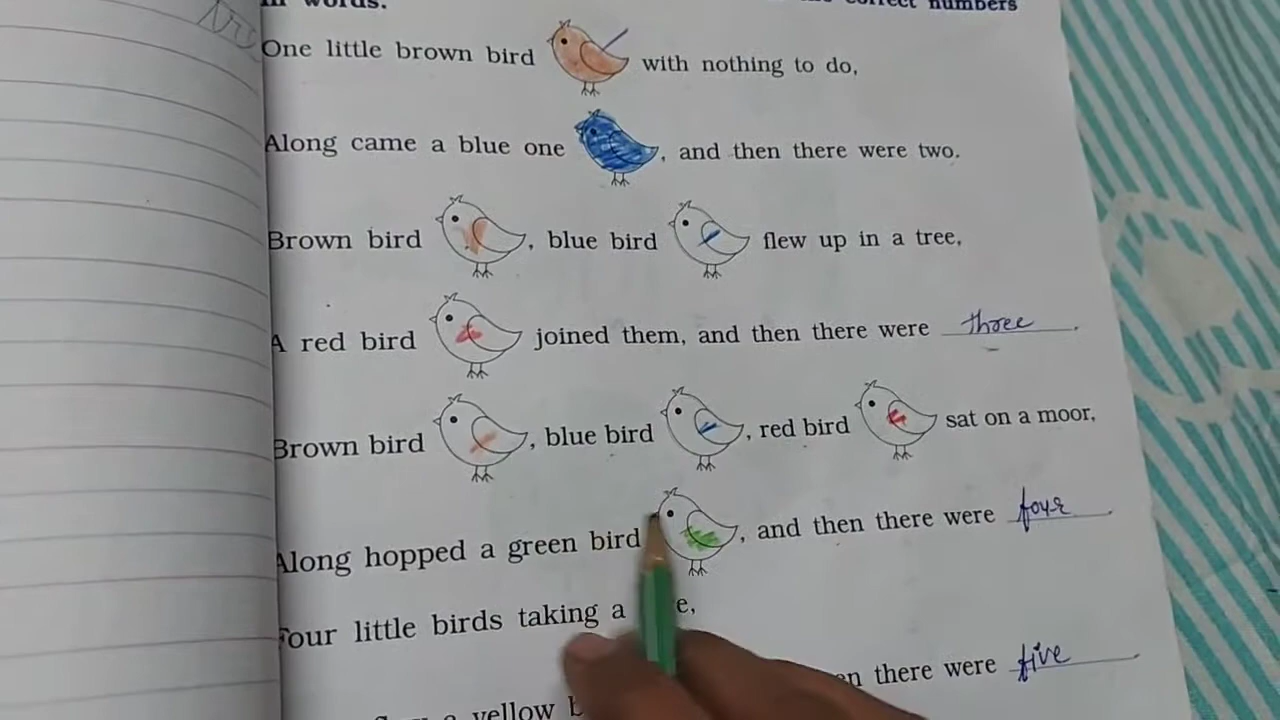 in words. correct numbers
One little brown bird with nothing to do,
Along came a blue one , and then there were two.
Brown bird , blue bird flew up in a tree,
A red bird joined them, and then there were three.
Brown bird , blue bird , red bird sat on a moor,
Along hopped a green bird , and then there were four.
Four little birds taking a
then there were five
a yellow